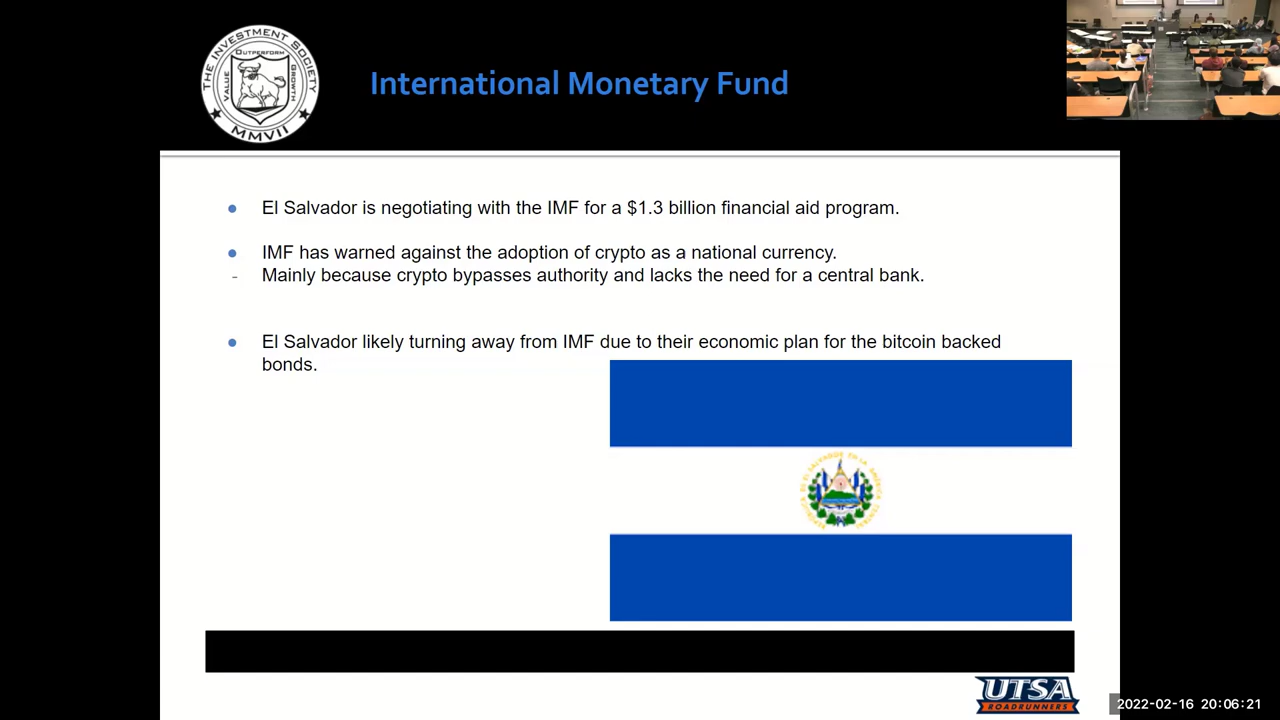 THE INVESTMENT SOCIETY
OUTPERFORM
VALUE
GROWTH
MMVII
International Monetary Fund
El Salvador is negotiating with the IMF for a $1.3 billion financial aid program.
IMF has warned against the adoption of crypto as a national currency.
- Mainly because crypto bypasses authority and lacks the need for a central bank.
El Salvador likely turning away from IMF due to their economic plan for the bitcoin backed
bonds.
UTSA
ROADRUNNERS
2022-02-16 20:06:21